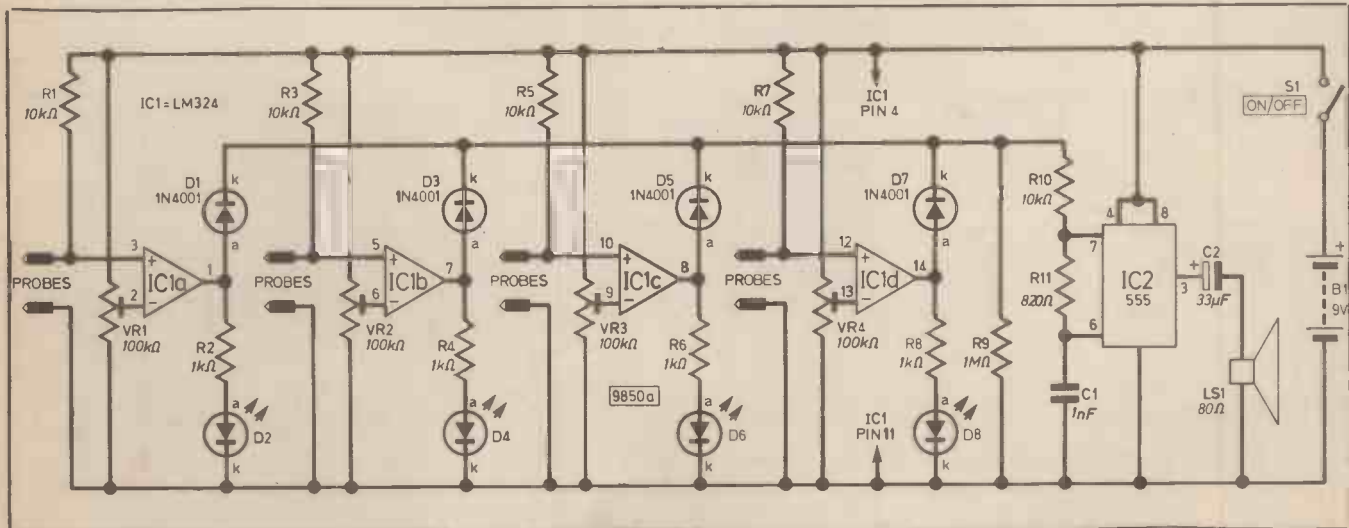 R1
10kΩ
IC1 = LM324
R3
10kΩ
R5
10kΩ
R7
10kΩ
IC1
PIN 4
S1
ON/OFF
k
D1
1N4001
a
k
D3
1N4001
a
k
D5
1N4001
a
k
D7
1N4001
a
R10
10kΩ
4
8
7
R11
820Ω
IC2
555
6
3
+
C2
33µF
+
B1
9V
PROBES
3
+
IC1a
1
2
−
VR1
100kΩ
R2
1kΩ
PROBES
5
+
IC1b
7
6
−
VR2
100kΩ
R4
1kΩ
PROBES
10
+
IC1c
8
9
−
VR3
100kΩ
R6
1kΩ
PROBES
12
+
IC1d
14
13
−
VR4
100kΩ
R8
1kΩ
R9
1MΩ
9850a
C1
1nF
LS1
80Ω
a
D2
k
a
D4
k
a
D6
k
IC1
PIN 11
a
D8
k